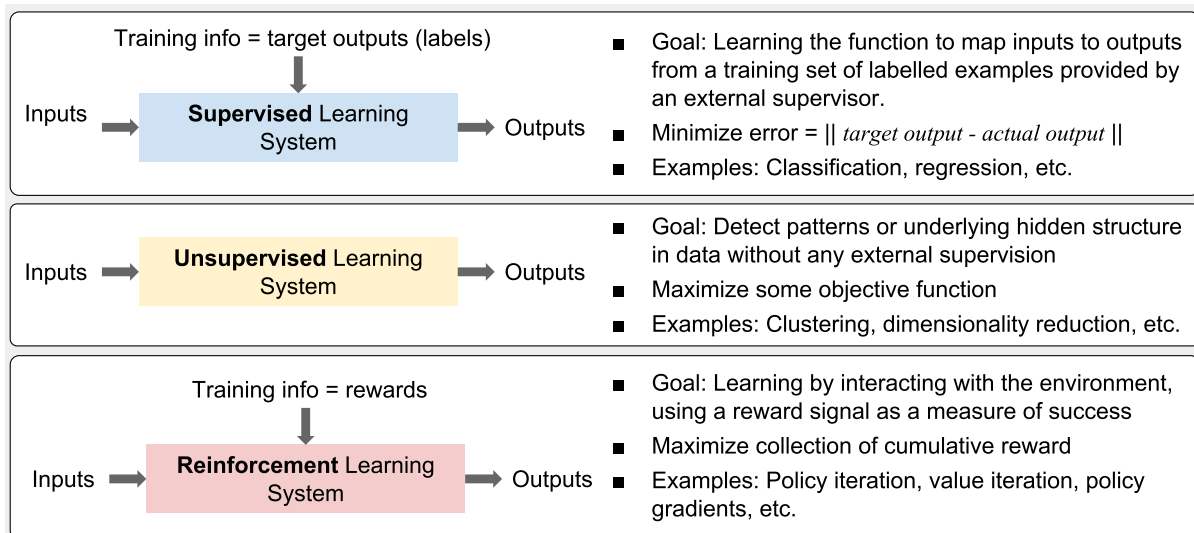 Training info = target outputs (labels)
Inputs
Supervised Learning
System
Outputs
■ Goal: Learning the function to map inputs to outputs
from a training set of labelled examples provided by
an external supervisor.
■ Minimize error = || target output - actual output ||
■ Examples: Classification, regression, etc.
Inputs
Unsupervised Learning
System
Outputs
■ Goal: Detect patterns or underlying hidden structure
in data without any external supervision
■ Maximize some objective function
■ Examples: Clustering, dimensionality reduction, etc.
Training info = rewards
Inputs
Reinforcement Learning
System
Outputs
■ Goal: Learning by interacting with the environment,
using a reward signal as a measure of success
■ Maximize collection of cumulative reward
■ Examples: Policy iteration, value iteration, policy
gradients, etc.